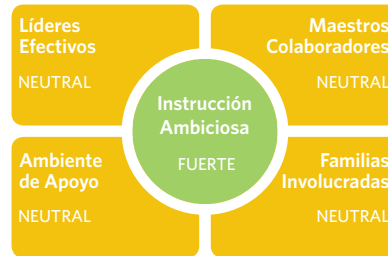 Líderes
Efectivos
NEUTRAL
Maestros
Colaboradores
NEUTRAL
Instrucción
Ambiciosa
FUERTE
Ambiente
de Apoyo
NEUTRAL
Familias
Involucradas
NEUTRAL